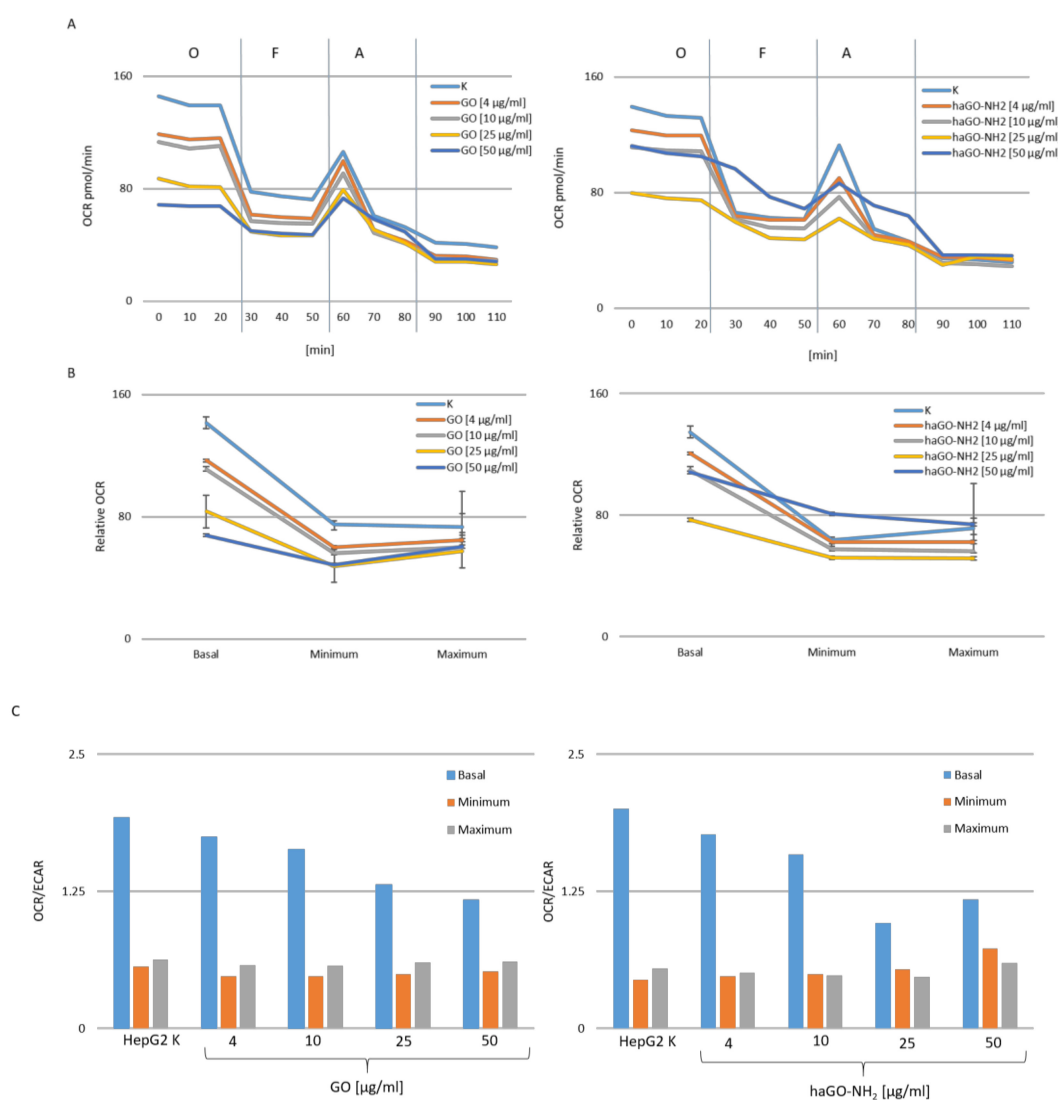 A
O F A
160
K
GO [4 µg/ml]
GO [10 µg/ml]
GO [25 µg/ml]
GO [50 µg/ml]
80
0
OCR pmol/min
0 10 20 30 40 50 60 70 80 90 100 110
[min]
O F A
160
K
haGO-NH2 [4 µg/ml]
haGO-NH2 [10 µg/ml]
haGO-NH2 [25 µg/ml]
haGO-NH2 [50 µg/ml]
80
0
OCR pmol/min
0 10 20 30 40 50 60 70 80 90 100 110
[min]
B
160
K
GO [4 µg/ml]
GO [10 µg/ml]
GO [25 µg/ml]
GO [50 µg/ml]
80
0
Relative OCR
Basal Minimum Maximum
160
K
haGO-NH2 [4 µg/ml]
haGO-NH2 [10 µg/ml]
haGO-NH2 [25 µg/ml]
haGO-NH2 [50 µg/ml]
80
0
Relative OCR
Basal Minimum Maximum
C
2.5
Basal
Minimum
Maximum
1.25
0
OCR/ECAR
HepG2 K 4 10 25 50
GO [µg/ml]
2.5
Basal
Minimum
Maximum
1.25
0
OCR/ECAR
HepG2 K 4 10 25 50
haGO-NH₂ [µg/ml]